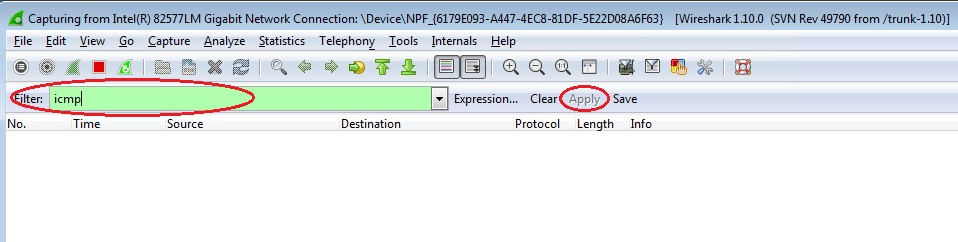 Capturing from Intel(R) 82577LM Gigabit Network Connection: \Device\NPF_{6179E093-A447-4EC8-81DF-5E22D08A6F63} [Wireshark 1.10.0 (SVN Rev 49790 from /trunk-1.10)]
File Edit View Go Capture Analyze Statistics Telephony Tools Internals Help
Filter: icmp Expression... Clear Apply Save
No. Time Source Destination Protocol Length Info